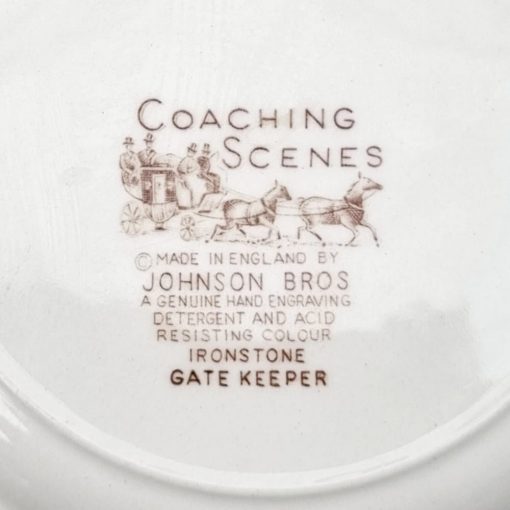 COACHING
SCENES
© MADE IN ENGLAND BY
JOHNSON BROS
A GENUINE HAND ENGRAVING
DETERGENT AND ACID
RESISTING COLOUR
IRONSTONE
GATE KEEPER